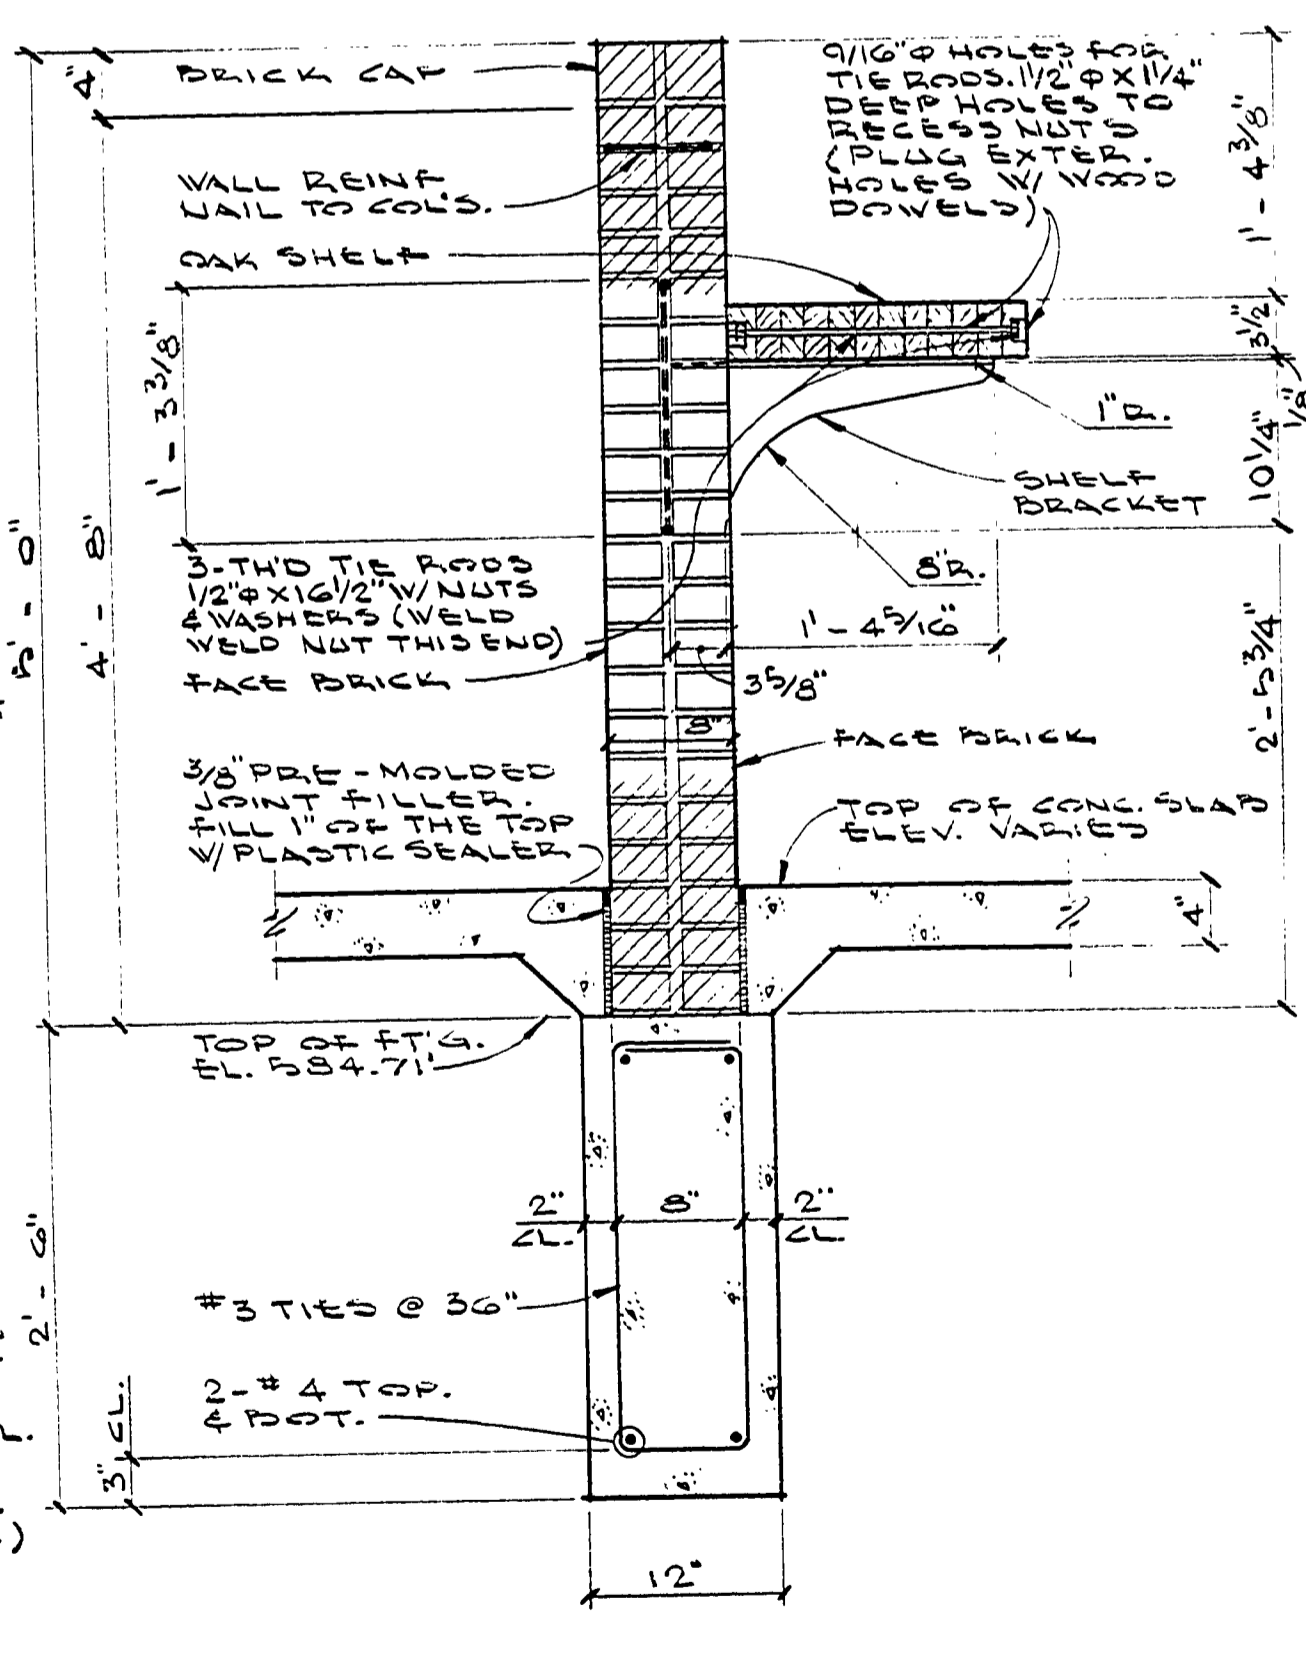 4"
BRICK CAP
WALL REINF
NAIL TO COL'S.
OAK SHELF
9/16"Φ HOLES FOR
TIE RODS. 1 1/2"Φ X 1 1/4"
DEEP HOLES TO
RECESS NUTS
(PLUG EXTER.
HOLES W/ WOOD
DOWELS)
1' - 4 3/8"
3 1/2"
1/8"
10 1/4"
2' - 5 3/4"
1' - 3 3/8"
5' - 0"
4' - 8"
1"R.
SHELF
BRACKET
8"R.
1' - 4 5/16"
3 5/8"
3-TH'D TIE RODS
1/2"Φ X 16 1/2" W/ NUTS
& WASHERS (WELD
WELD NUT THIS END)
FACE BRICK
8"
FACE BRICK
3/8" PRE-MOLDED
JOINT FILLER.
FILL 1" OF THE TOP
W/ PLASTIC SEALER
TOP OF CONC. SLAB
ELEV. VARIES
4"
TOP OF FT'G.
EL. 584.71'
2"
CL.
8"
2"
CL.
#3 TIES @ 36"
2-#4 TOP.
& BOT.
2' - 6"
3" CL.
12"